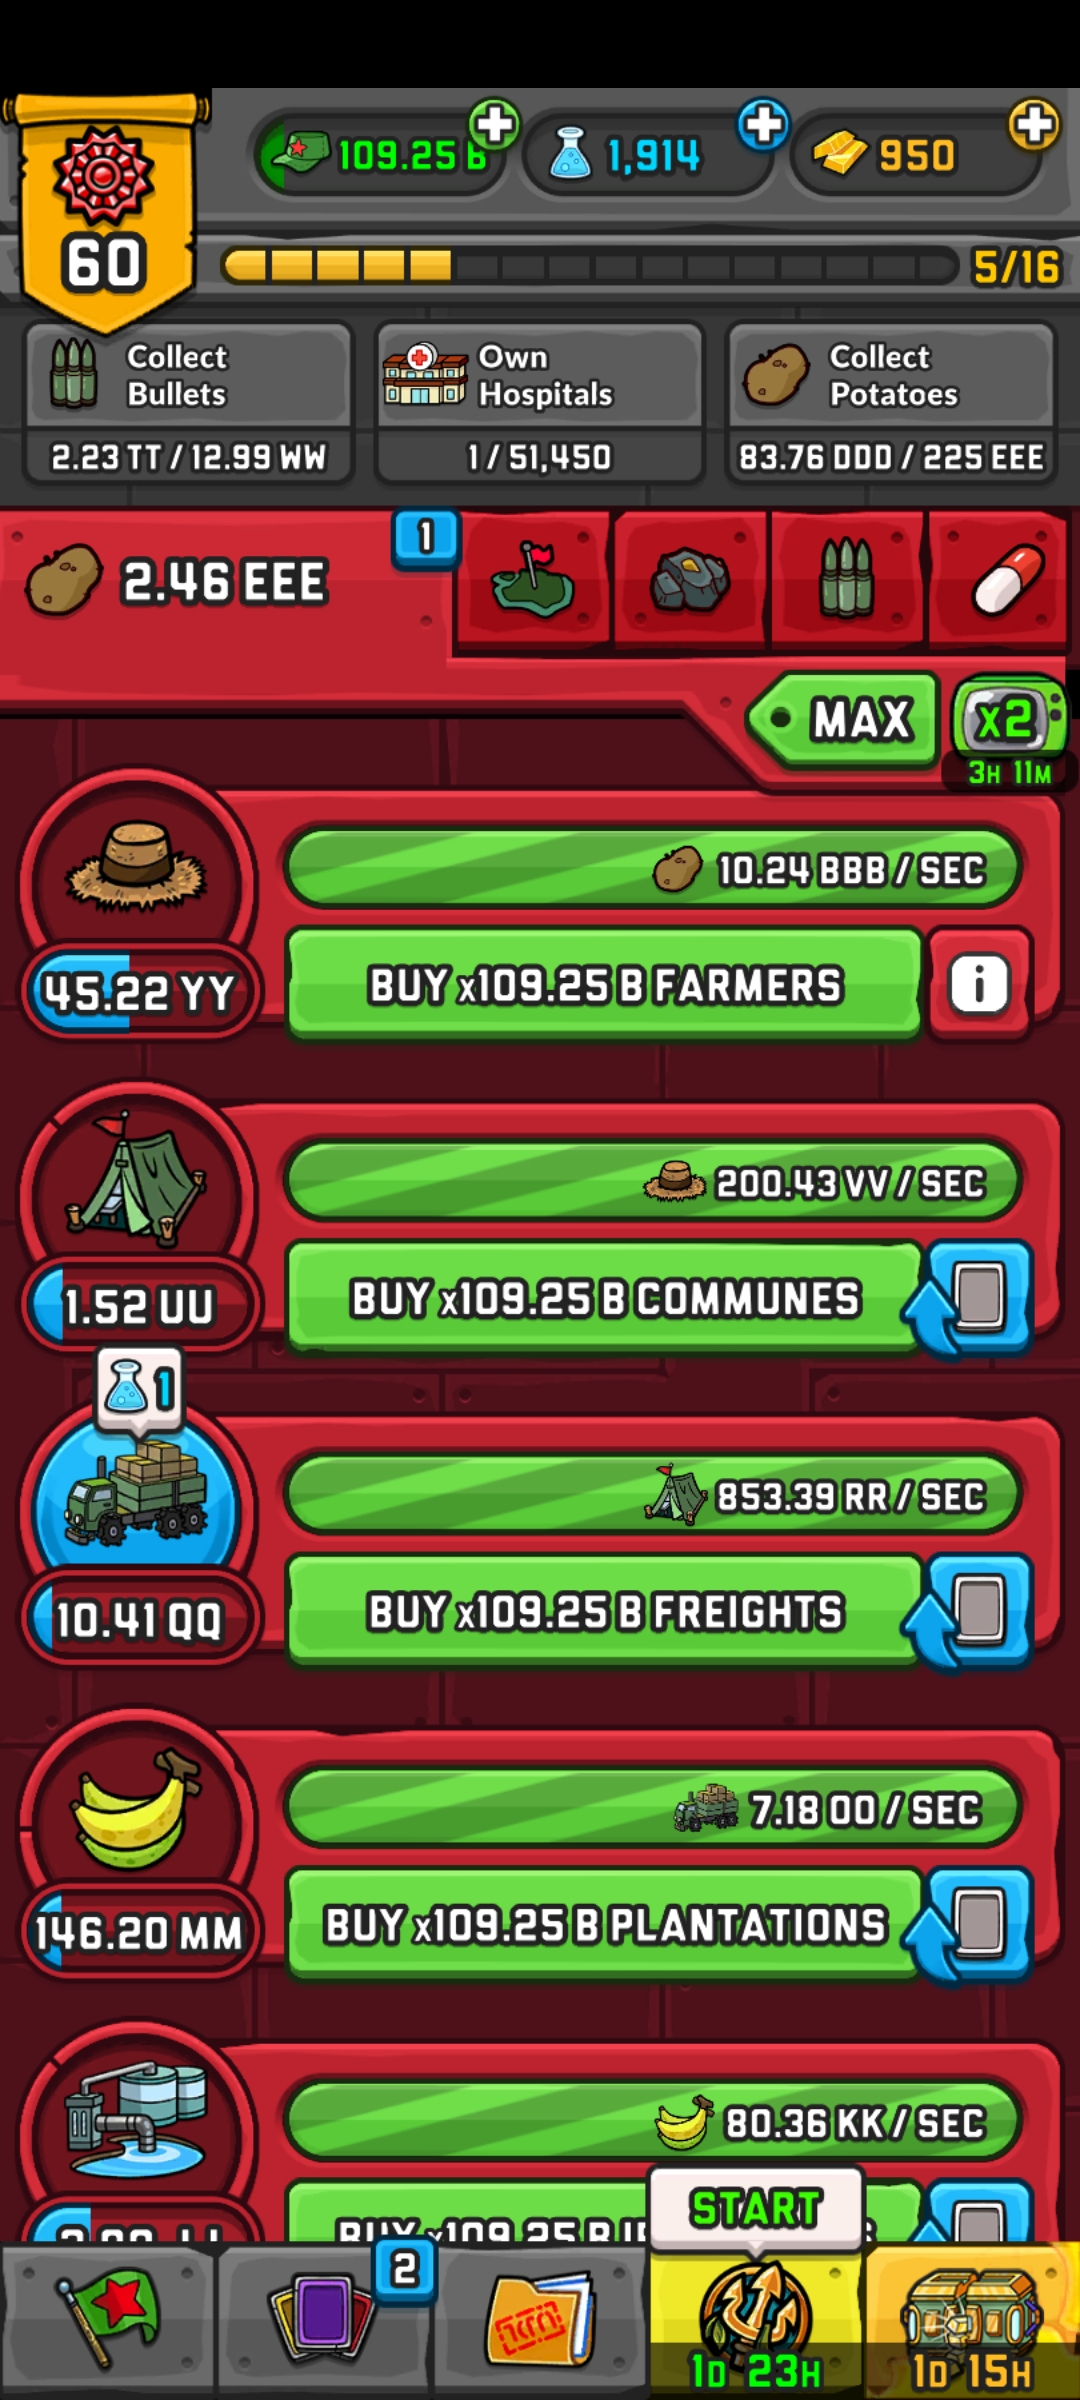 109.25 B
1,914
950
60
5/16
Collect
Bullets
2.23 TT / 12.99 WW
Own
Hospitals
1 / 51,450
Collect
Potatoes
83.76 DDD / 225 EEE
2.46 EEE
1
MAX
x2
3H 11M
10.24 BBB / SEC
45.22 YY
BUY x109.25 B FARMERS
i
200.43 VV / SEC
1.52 UU
BUY x109.25 B COMMUNES
1
853.39 RR / SEC
10.41 QQ
BUY x109.25 B FREIGHTS
7.18 OO / SEC
146.20 MM
BUY x109.25 B PLANTATIONS
80.36 KK / SEC
BUY x109.25 B
START
2
1D 23H
1D 15H